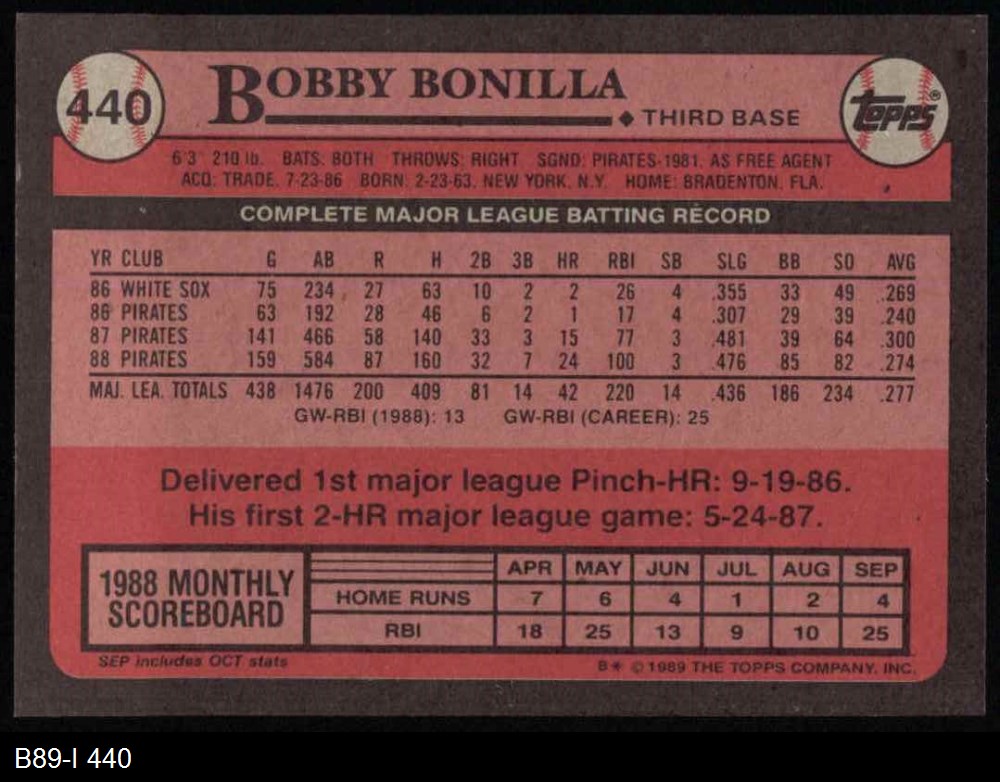 440
BOBBY BONILLA
◆ THIRD BASE
TOPPS®
6'3" 210 lb. BATS: BOTH THROWS: RIGHT SGND: PIRATES-1981, AS FREE AGENT
ACQ: TRADE, 7-23-86 BORN: 2-23-63, NEW YORK, N.Y. HOME: BRADENTON, FLA.
COMPLETE MAJOR LEAGUE BATTING RECORD
YR CLUB G AB R H 2B 3B HR RBI SB SLG BB SO AVG
86 WHITE SOX 75 234 27 63 10 2 2 26 4 .355 33 49 .269
86 PIRATES 63 192 28 46 6 2 1 17 4 .307 29 39 .240
87 PIRATES 141 466 58 140 33 3 15 77 3 .481 39 64 .300
88 PIRATES 159 584 87 160 32 7 24 100 3 .476 85 82 .274
MAJ. LEA. TOTALS 438 1476 200 409 81 14 42 220 14 .436 186 234 .277
GW-RBI (1988): 13 GW-RBI (CAREER): 25
Delivered 1st major league Pinch-HR: 9-19-86.
His first 2-HR major league game: 5-24-87.
1988 MONTHLY
SCOREBOARD
APR MAY JUN JUL AUG SEP
HOME RUNS 7 6 4 1 2 4
RBI 18 25 13 9 10 25
SEP includes OCT stats
B* © 1989 THE TOPPS COMPANY, INC.
B89-I 440